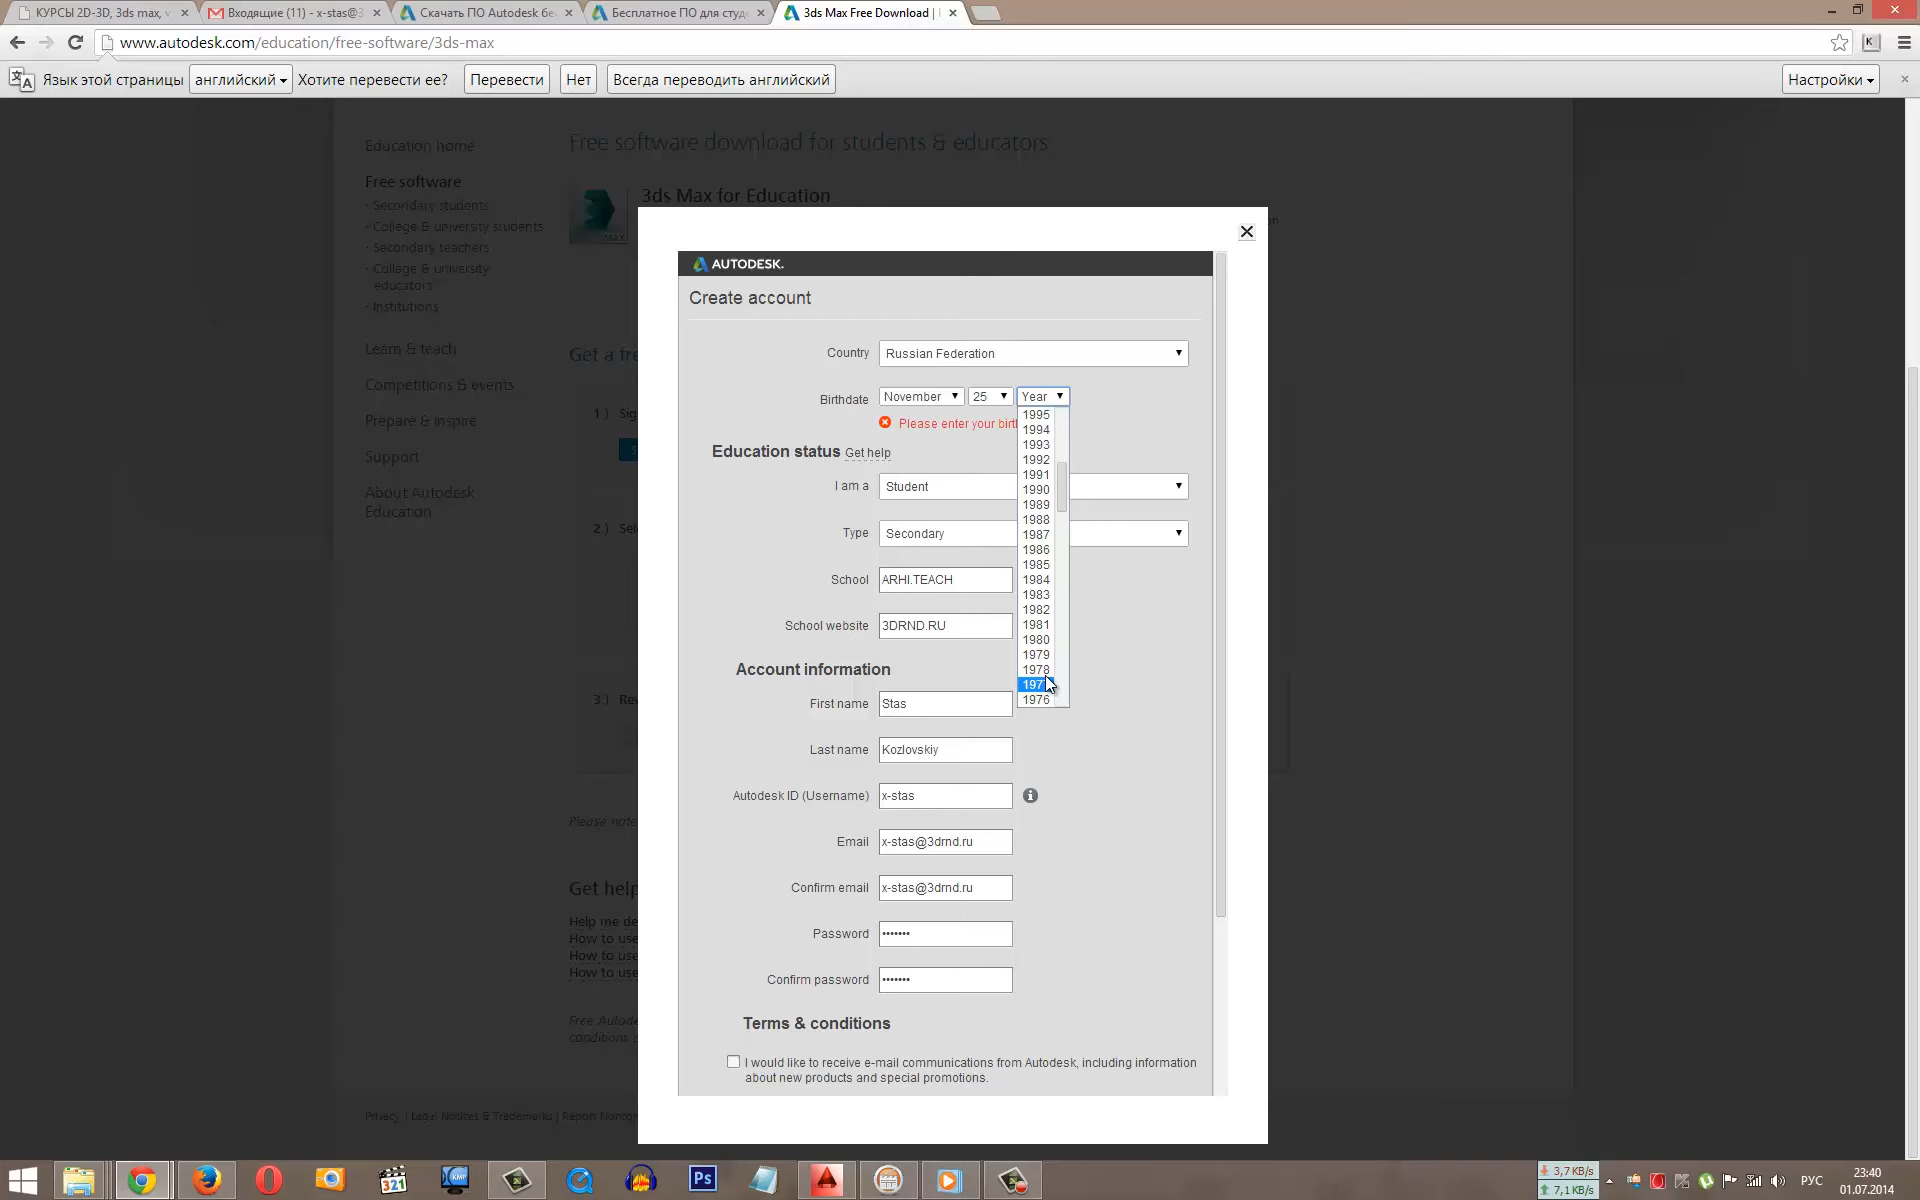 КУРСЫ 2D-3D, 3ds max, v
Входящие (11) - x-stas@3
Скачать ПО Autodesk бе
Бесплатное ПО для студ
3ds Max Free Download |
www.autodesk.com/education/free-software/3ds-max
Язык этой страницы
английский
Хотите перевести ее?
Перевести
Нет
Всегда переводить английский
Настройки
Education home
Free software
- Secondary students
- College & university students
- Secondary teachers
- College & university
educators
- Institutions
Learn & teach
Competitions & events
Prepare & inspire
Support
About Autodesk
Education
Free software download for students & educators
3ds Max for Education
Get a fre
1.) Sig
2.) Sele
3.) Rev
Please note
Get help
Help me de
How to use
How to use
How to use
Free Autode
conditions
Privacy | Legal Notices & Trademarks | Report Noncom
AUTODESK.
Create account
Country
Russian Federation
Birthdate
November
25
Year
Please enter your birth
1995
1994
1993
1992
1991
1990
1989
1988
1987
1986
1985
1984
1983
1982
1981
1980
1979
1978
1977
1976
Education status Get help
I am a
Student
Type
Secondary
School
ARHI.TEACH
School website
3DRND.RU
Account information
First name
Stas
Last name
Kozlovskiy
Autodesk ID (Username)
x-stas
Email
x-stas@3drnd.ru
Confirm email
x-stas@3drnd.ru
Password
•••••••
Confirm password
•••••••
Terms & conditions
I would like to receive e-mail communications from Autodesk, including information
about new products and special promotions.
321
KMP
Ps
3,7 KB/s
7,1 KB/s
РУС
23:40
01.07.2014